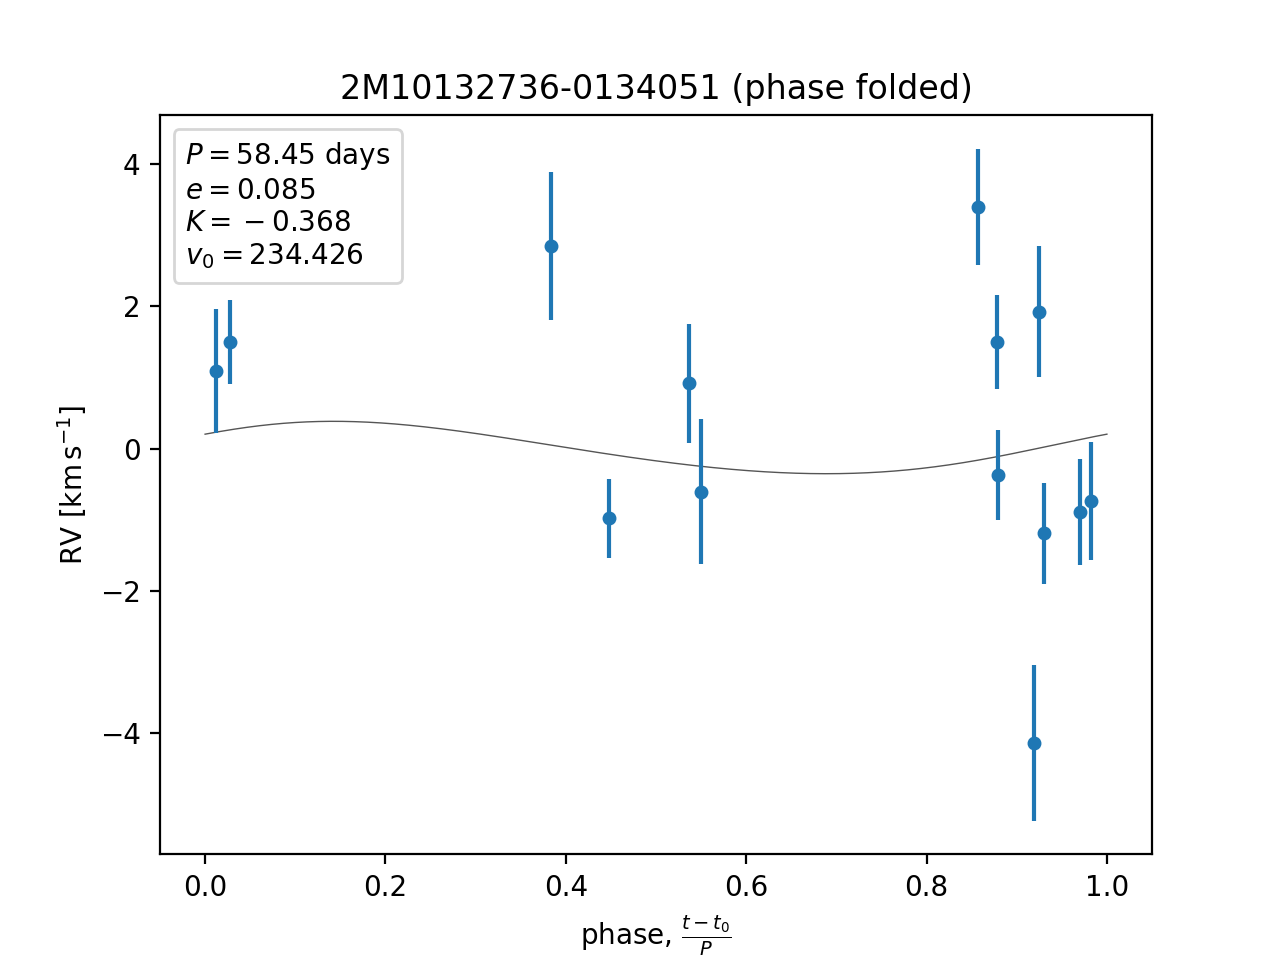 2M10132736-0134051 (phase folded)
P = 58.45 days
e = 0.085
K = −0.368
v₀ = 234.426
4
2
0
−2
−4
RV [km s⁻¹]
0.0 0.2 0.4 0.6 0.8 1.0
phase, (t − t₀)/P